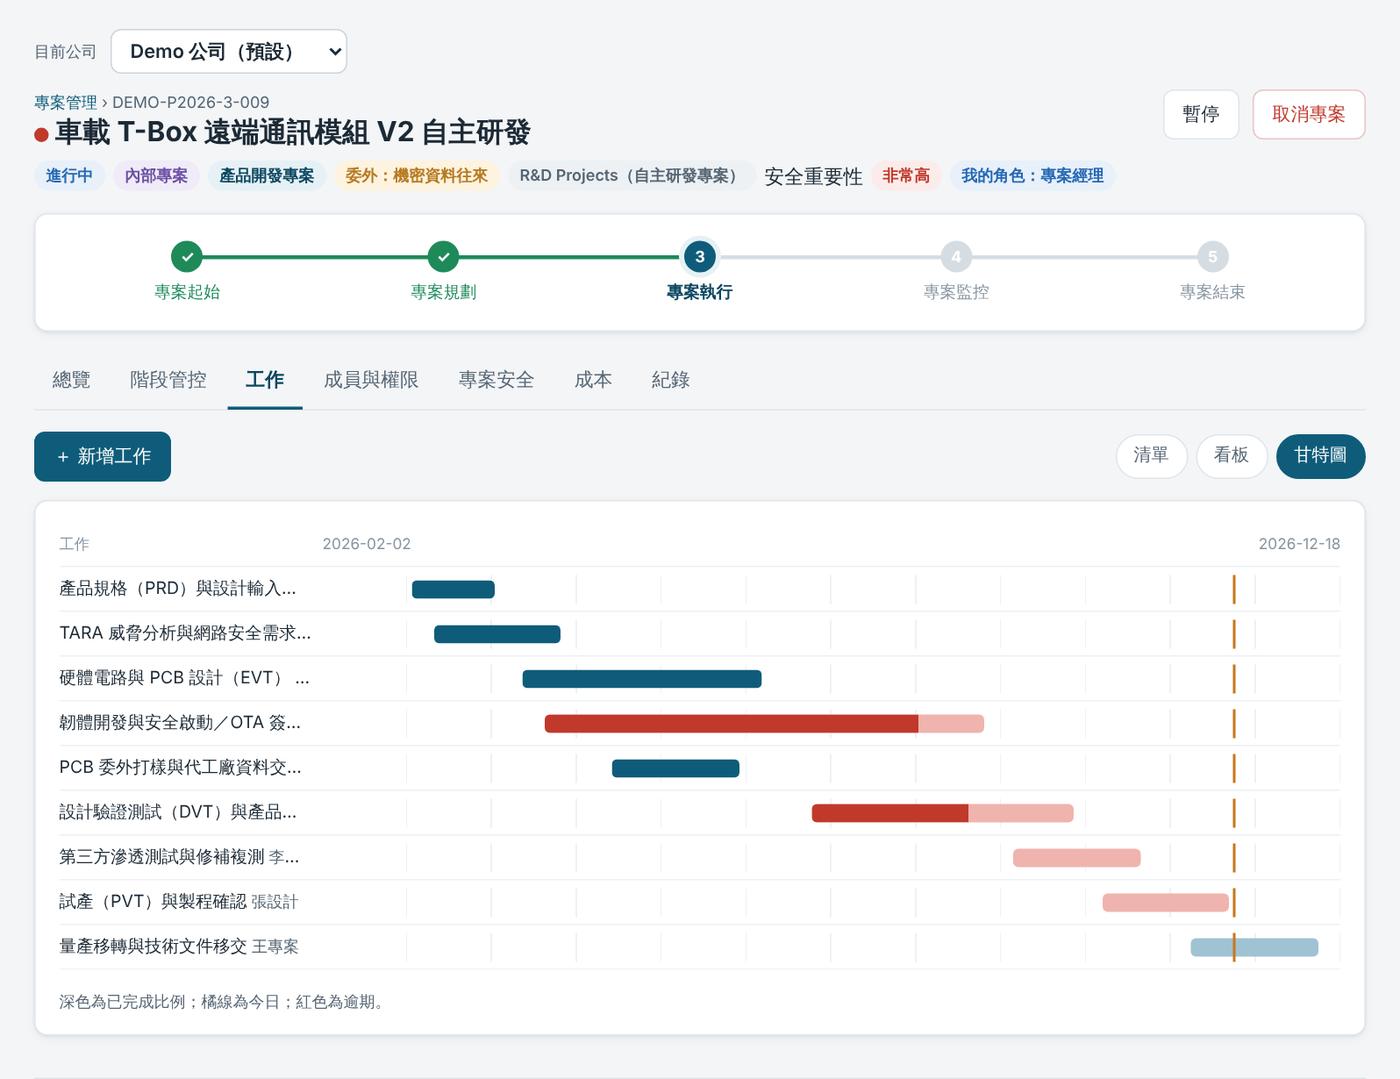 目前公司 Demo 公司（預設）
專案管理 › DEMO-P2026-3-009
車載 T-Box 遠端通訊模組 V2 自主研發
暫停 取消專案
進行中 內部專案 產品開發專案 委外：機密資料往來 R&D Projects（自主研發專案） 安全重要性 非常高 我的角色：專案經理
3 4 5
專案起始 專案規劃 專案執行 專案監控 專案結束
總覽 階段管控 工作 成員與權限 專案安全 成本 紀錄
＋ 新增工作 清單 看板 甘特圖
工作 2026-02-02 2026-12-18
產品規格（PRD）與設計輸入...
TARA 威脅分析與網路安全需求...
硬體電路與 PCB 設計（EVT） ...
韌體開發與安全啟動／OTA 簽...
PCB 委外打樣與代工廠資料交...
設計驗證測試（DVT）與產品...
第三方滲透測試與修補複測 李...
試產（PVT）與製程確認 張設計
量產移轉與技術文件移交 王專案
深色為已完成比例；橘線為今日；紅色為逾期。